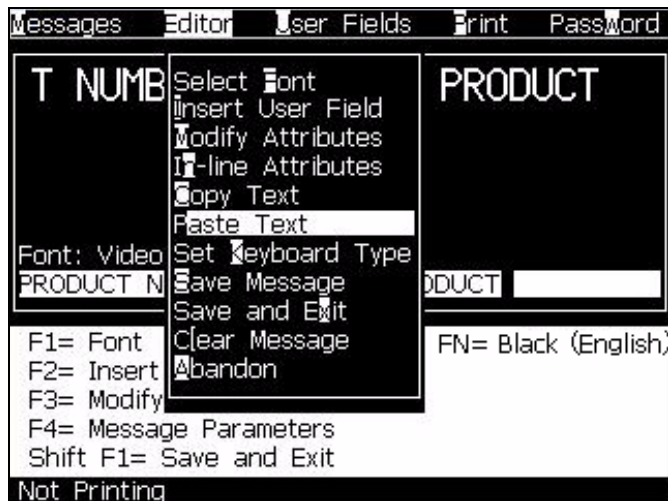 Messages Editor User Fields Print PassWord
T NUMB PRODUCT
Select Font
Insert User Field
Modify Attributes
In-line Attributes
Copy Text
Paste Text
Set Keyboard Type
Save Message
Save and Exit
Clear Message
Abandon
Font: Video
PRODUCT N ODUCT
F1= Font FN= Black (English)
F2= Insert
F3= Modify
F4= Message Parameters
Shift F1= Save and Exit
Not Printing